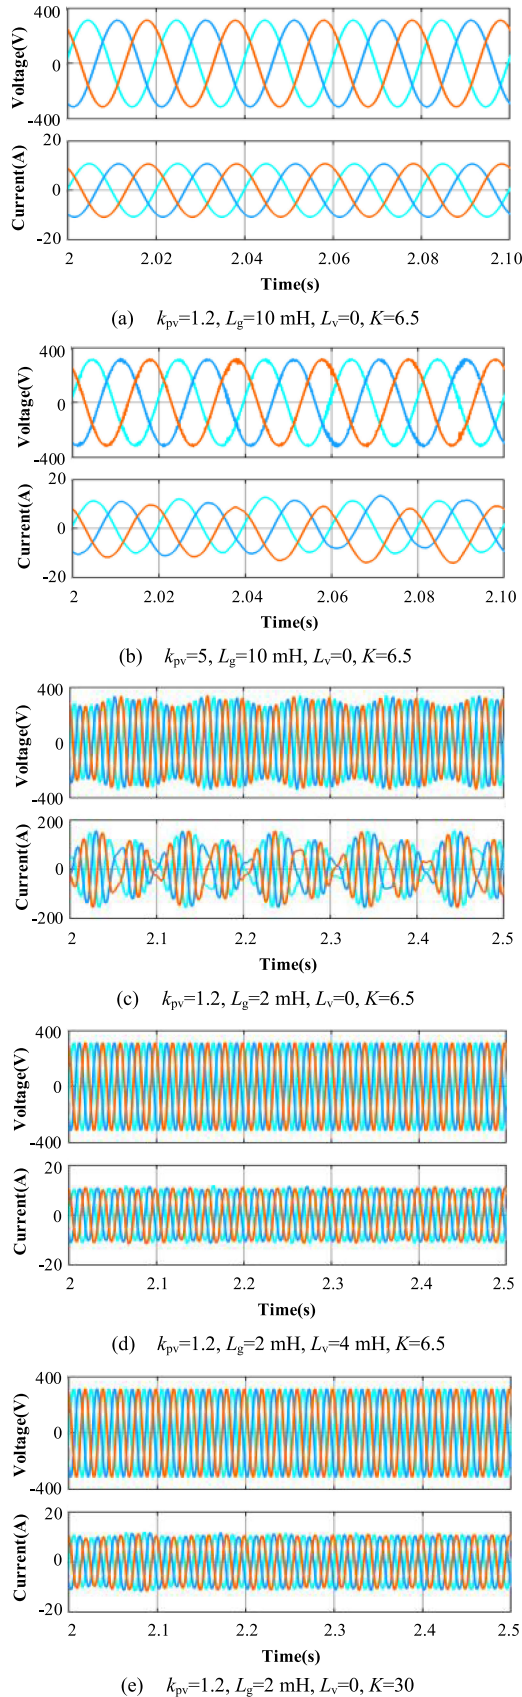 400
0
-400
Voltage(V)
20
0
-20
Current(A)
2 2.02 2.04 2.06 2.08 2.10
Time(s)
(a) kpv=1.2, Lg=10 mH, Lv=0, K=6.5
400
0
-400
Voltage(V)
20
0
-20
Current(A)
2 2.02 2.04 2.06 2.08 2.10
Time(s)
(b) kpv=5, Lg=10 mH, Lv=0, K=6.5
400
0
-400
Voltage(V)
200
0
-200
Current(A)
2 2.1 2.2 2.3 2.4 2.5
Time(s)
(c) kpv=1.2, Lg=2 mH, Lv=0, K=6.5
400
0
-400
Voltage(V)
20
0
-20
Current(A)
2 2.1 2.2 2.3 2.4 2.5
Time(s)
(d) kpv=1.2, Lg=2 mH, Lv=4 mH, K=6.5
400
0
-400
Voltage(V)
20
0
-20
Current(A)
2 2.1 2.2 2.3 2.4 2.5
Time(s)
(e) kpv=1.2, Lg=2 mH, Lv=0, K=30